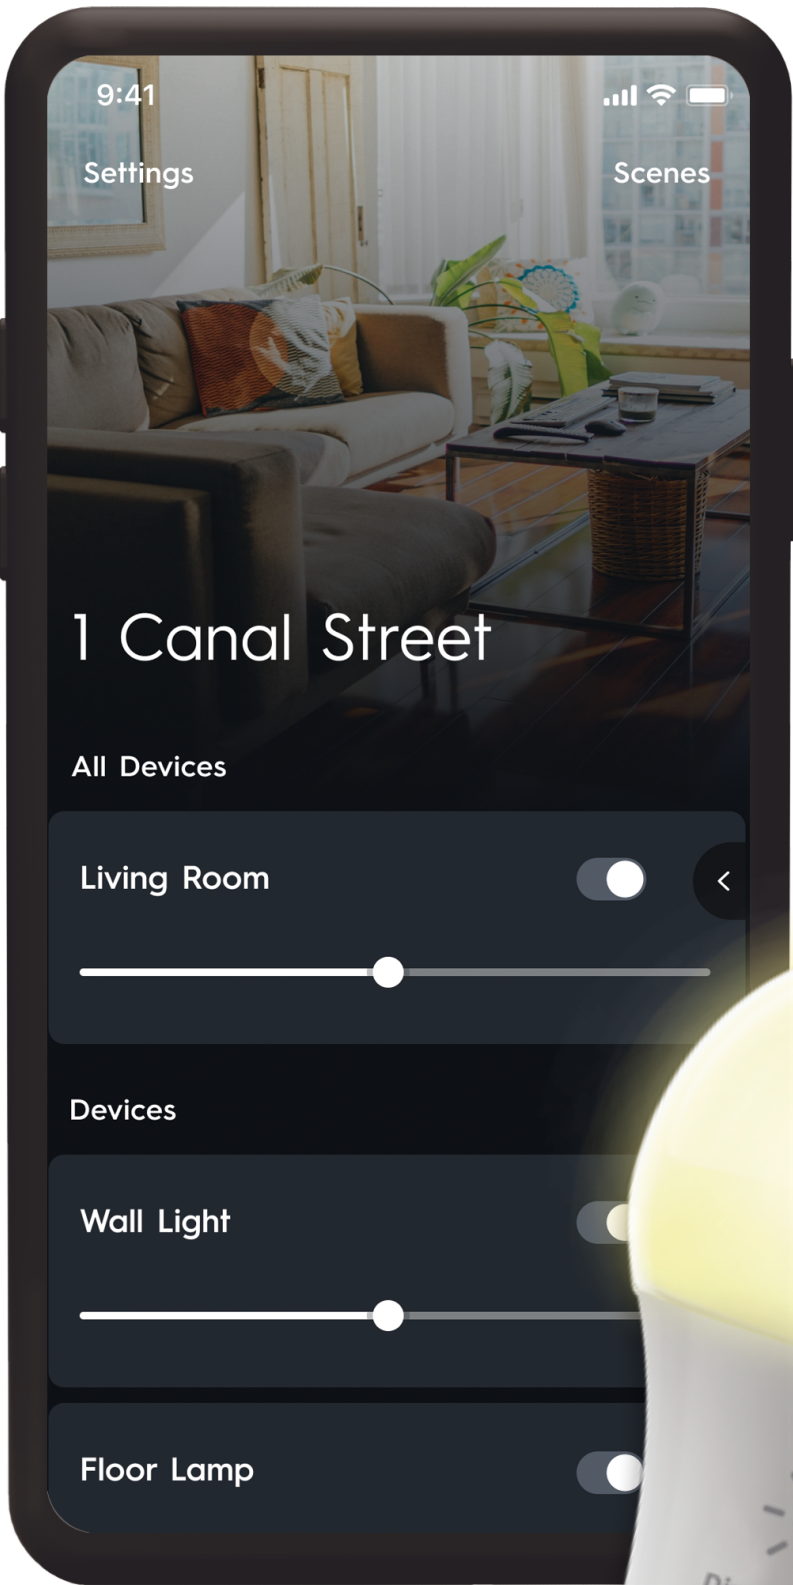 9:41
Settings
Scenes
1 Canal Street
All Devices
Living Room
Devices
Wall Light
Floor Lamp